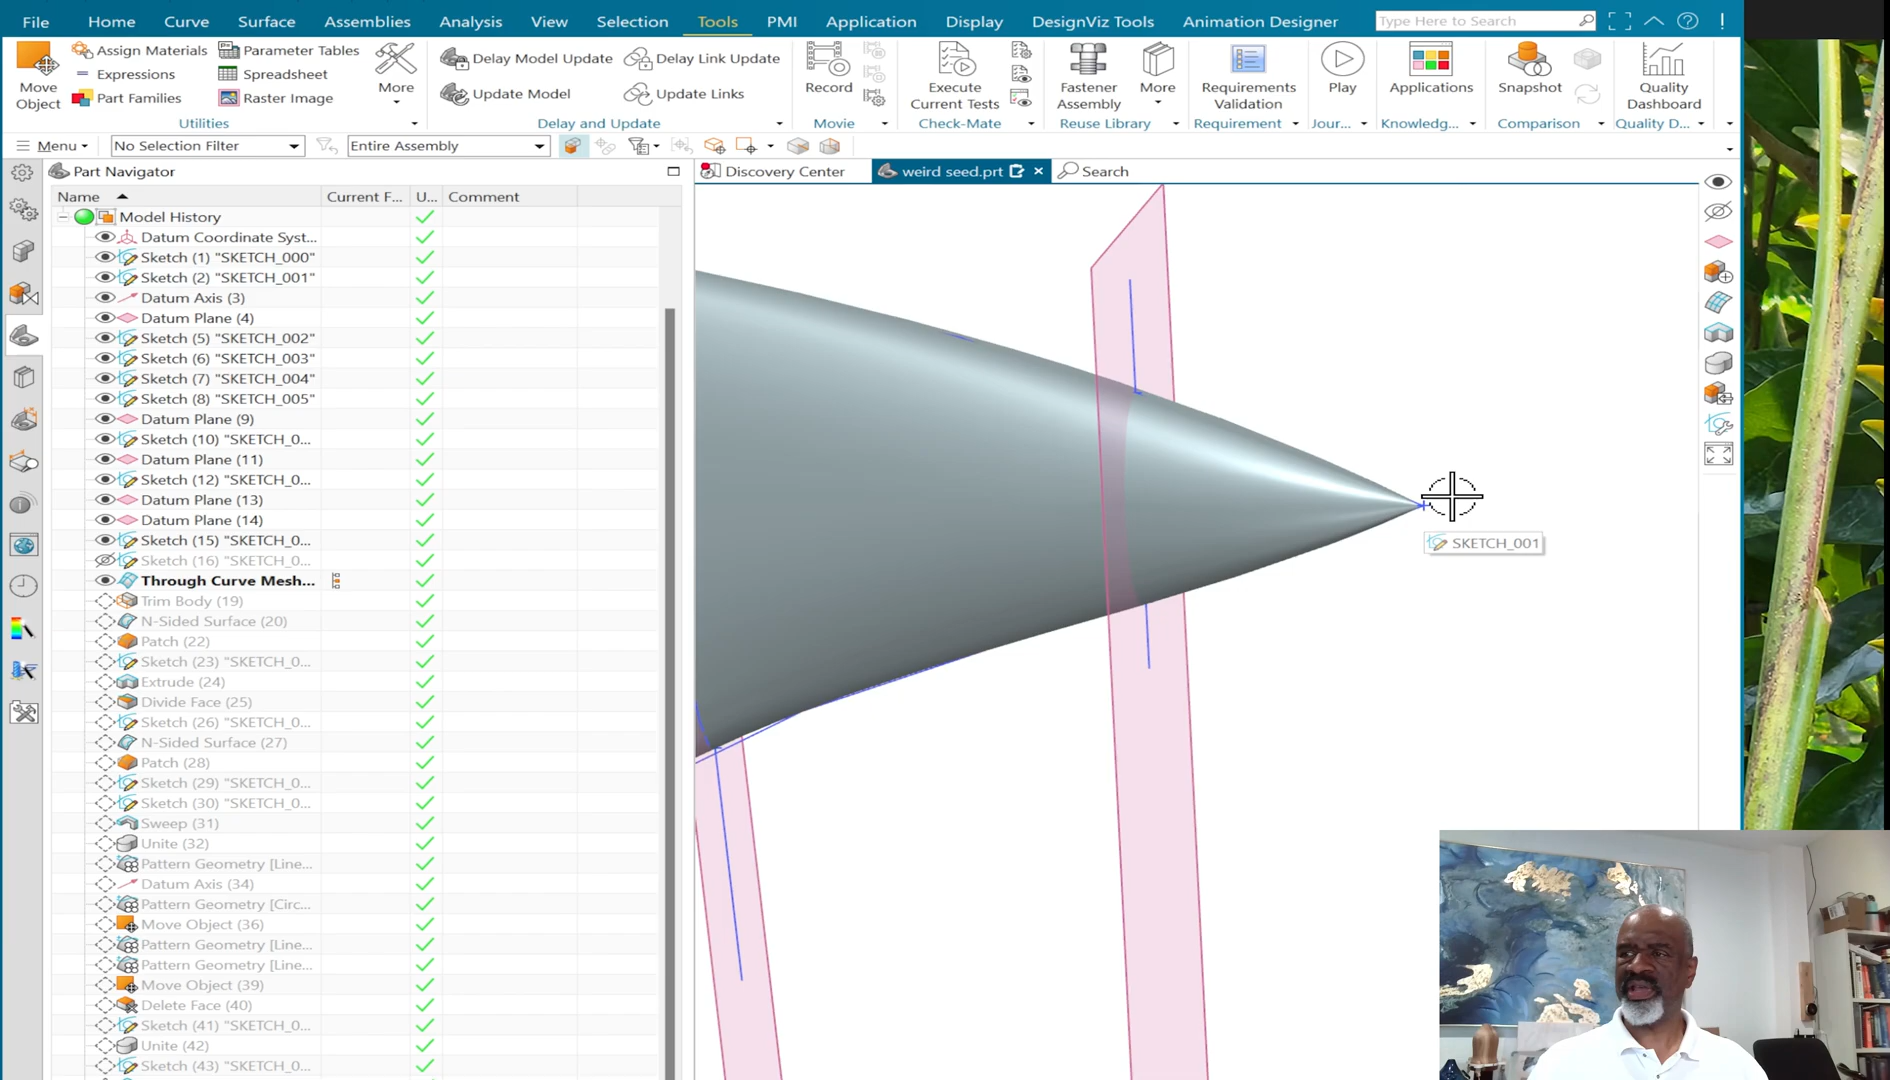 File Home Curve Surface Assemblies Analysis View Selection Tools PMI Application Display DesignViz Tools Animation Designer Type Here to Search
Move Object
Assign Materials
Expressions
Part Families
Parameter Tables
Spreadsheet
Raster Image
More
Utilities
Delay Model Update
Update Model
Delay Link Update
Update Links
Delay and Update
Record
Movie
Execute Current Tests
Check-Mate
Fastener Assembly
More
Reuse Library
Requirements Validation
Requirement
Play
Jour...
Applications
Knowledg...
Snapshot
Comparison
Quality Dashboard
Quality D...
Menu No Selection Filter Entire Assembly
Part Navigator
Discovery Center weird seed.prt Search
Name Current F... U... Comment
Model History
Datum Coordinate Syst...
Sketch (1) "SKETCH_000"
Sketch (2) "SKETCH_001"
Datum Axis (3)
Datum Plane (4)
Sketch (5) "SKETCH_002"
Sketch (6) "SKETCH_003"
Sketch (7) "SKETCH_004"
Sketch (8) "SKETCH_005"
Datum Plane (9)
Sketch (10) "SKETCH_0...
Datum Plane (11)
Sketch (12) "SKETCH_0...
Datum Plane (13)
Datum Plane (14)
Sketch (15) "SKETCH_0...
Sketch (16) "SKETCH_0...
Through Curve Mesh...
Trim Body (19)
N-Sided Surface (20)
Patch (22)
Sketch (23) "SKETCH_0...
Extrude (24)
Divide Face (25)
Sketch (26) "SKETCH_0...
N-Sided Surface (27)
Patch (28)
Sketch (29) "SKETCH_0...
Sketch (30) "SKETCH_0...
Sweep (31)
Unite (32)
Pattern Geometry [Line...
Datum Axis (34)
Pattern Geometry [Circ...
Move Object (36)
Pattern Geometry [Line...
Pattern Geometry [Line...
Move Object (39)
Delete Face (40)
Sketch (41) "SKETCH_0...
Unite (42)
Sketch (43) "SKETCH_0...
SKETCH_001